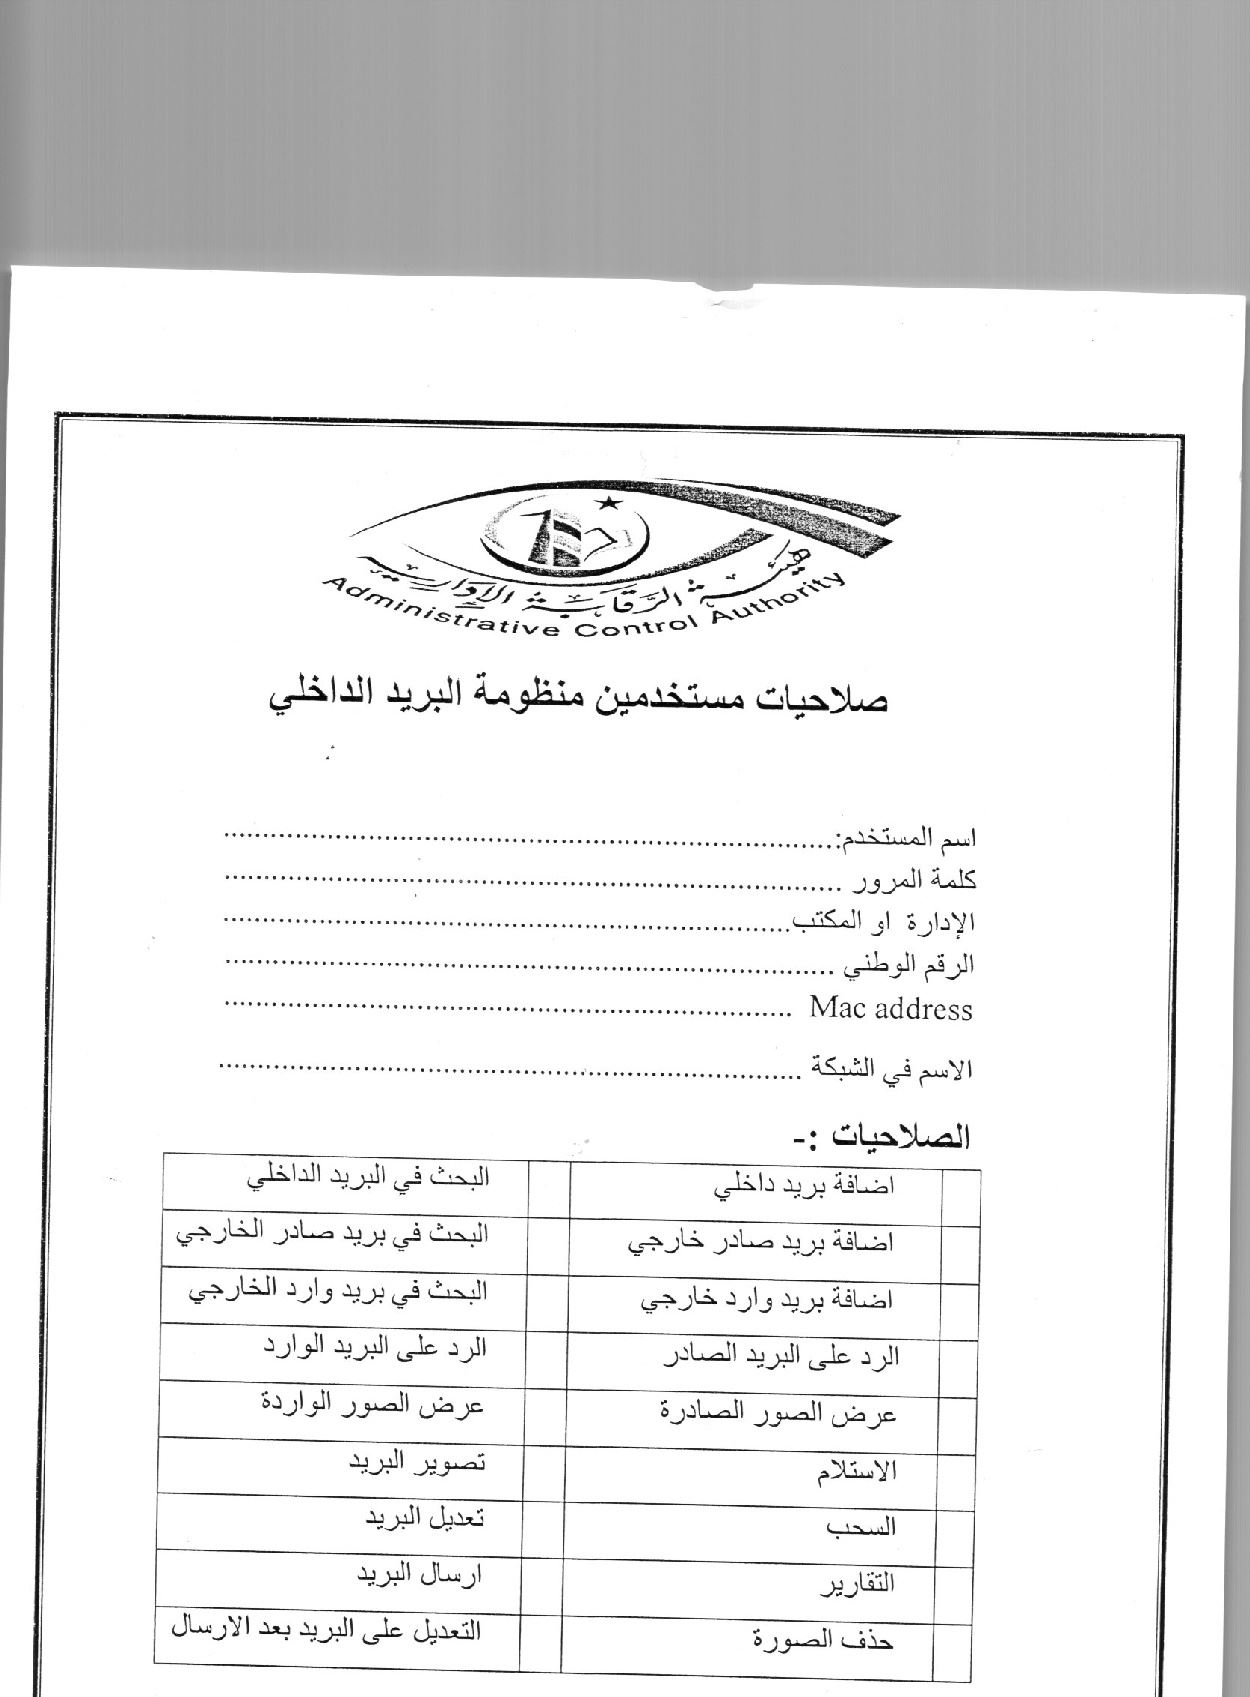 هيئة الرقابة الإدارية
Administrative Control Authority
صلاحيات مستخدمين منظومة البريد الداخلي
اسم المستخدم:................................................................................
كلمة المرور ................................................................................
الإدارة او المكتب..........................................................................
الرقم الوطني ...............................................................................
Mac address ..........................................................................
الاسم في الشبكة ............................................................................
الصلاحيات :-
اضافة بريد داخلي البحث في البريد الداخلي
اضافة بريد صادر خارجي البحث في بريد صادر الخارجي
اضافة بريد وارد خارجي البحث في بريد وارد الخارجي
الرد على البريد الصادر الرد على البريد الوارد
عرض الصور الصادرة عرض الصور الواردة
الاستلام تصوير البريد
السحب تعديل البريد
التقارير ارسال البريد
حذف الصورة التعديل على البريد بعد الارسال